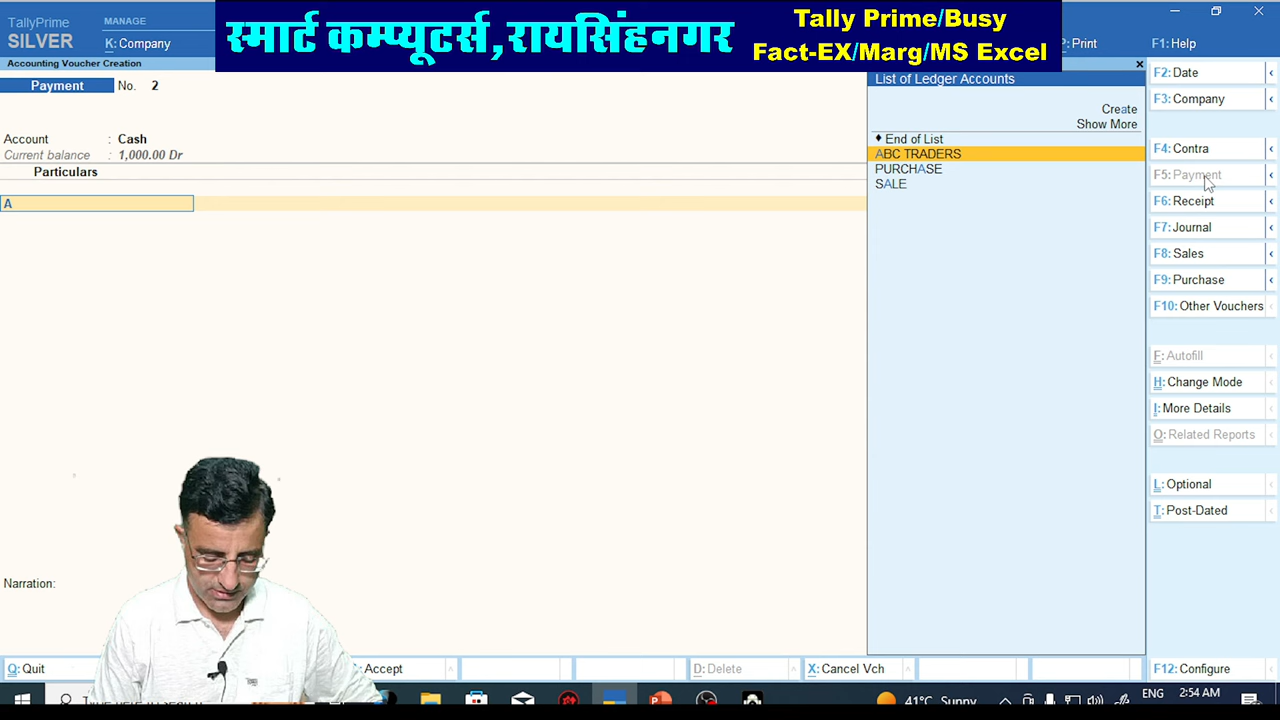 TallyPrime
SILVER
MANAGE
K: Company
स्मार्ट कम्प्यूटर्स,रायसिंहनगर
Tally Prime/Busy
Fact-EX/Marg/MS Excel
: Print
F1: Help
Accounting Voucher Creation
Payment No. 2
Account : Cash
Current balance : 1,000.00 Dr
Particulars
A
Narration:
List of Ledger Accounts
Create
Show More
End of List
ABC TRADERS
PURCHASE
SALE
F2: Date
F3: Company
F4: Contra
F5: Payment
F6: Receipt
F7: Journal
F8: Sales
F9: Purchase
F10: Other Vouchers
F: Autofill
H: Change Mode
I: More Details
O: Related Reports
L: Optional
T: Post-Dated
Q: Quit
Accept
D: Delete
X: Cancel Vch
F12: Configure
41°C Sunny
ENG
2:54 AM